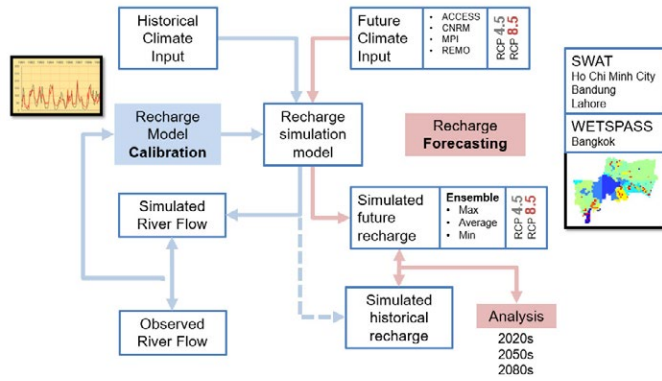 Historical
Climate
Input
Future
Climate
Input
• ACCESS
• CNRM
• MPI
• REMO
RCP 4.5
RCP 8.5
SWAT
Ho Chi Minh City
Bandung
Lahore
WETSPASS
Bangkok
Recharge
Model
Calibration
Recharge
simulation
model
Recharge
Forecasting
Simulated
River Flow
Simulated
future
recharge
Ensemble
• Max
• Average
• Min
RCP 4.5
RCP 8.5
Observed
River Flow
Simulated
historical
recharge
Analysis
2020s
2050s
2080s